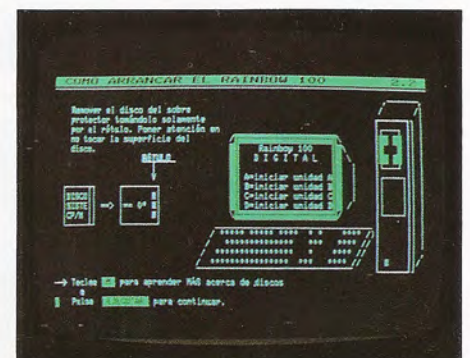 COMO ARRANCAR EL RAINBOW 100 2.2
Remover el disco del sobre
protector tomándolo solamente
por el rótulo. Poner atención en
no tocar la superficie del
disco.
RÓTULO
Rainbow 100
DIGITAL
A=iniciar unidad A
B=iniciar unidad B
C=iniciar unidad C
D=iniciar unidad D
DISCO
CP/M
→ Teclee M para aprender MÁS acerca de discos
o
Pulse para continuar.